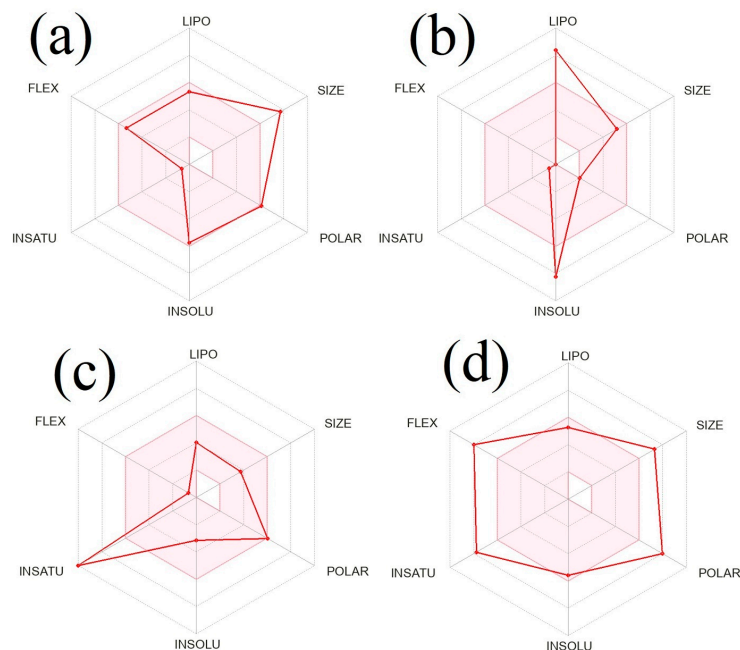 (a)
LIPO
FLEX
SIZE
INSATU
POLAR
INSOLU
(b)
LIPO
FLEX
SIZE
INSATU
POLAR
INSOLU
(c)
LIPO
FLEX
SIZE
INSATU
POLAR
INSOLU
(d)
LIPO
FLEX
SIZE
INSATU
POLAR
INSOLU